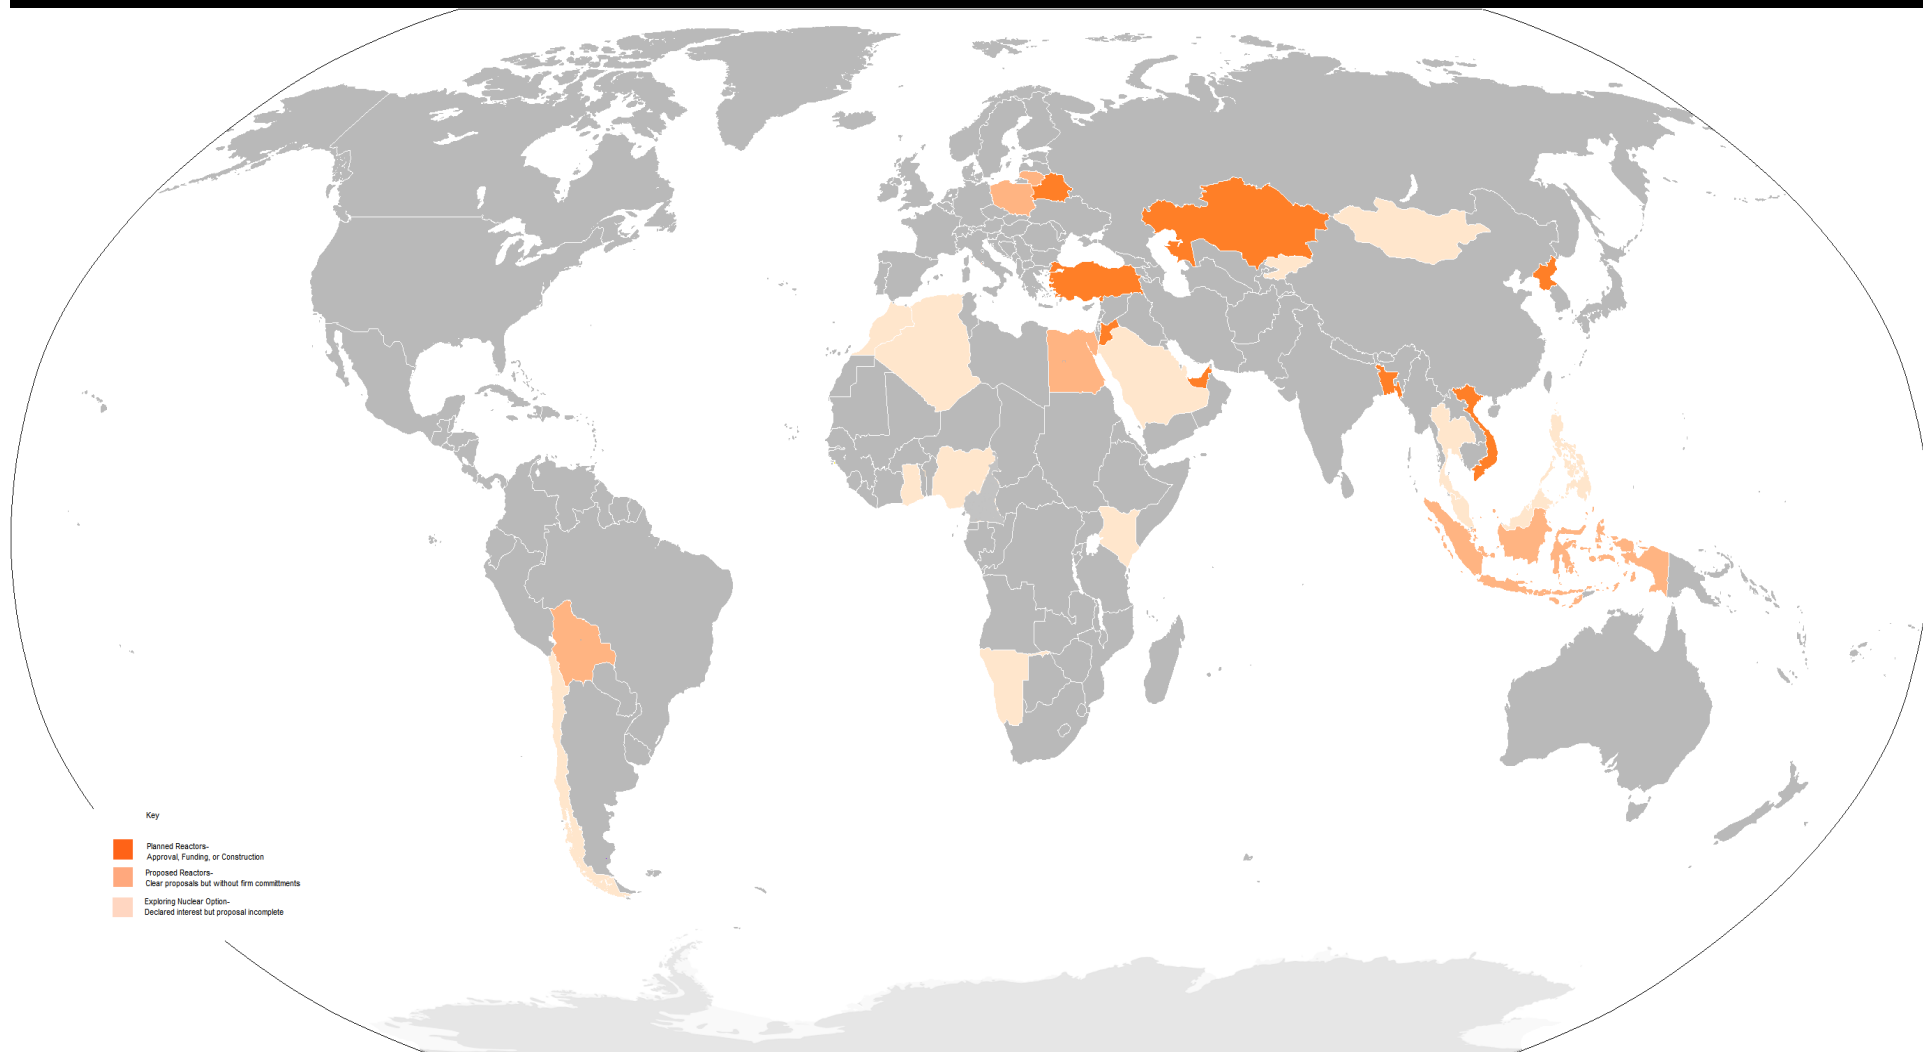 Key
Planned Reactors-
Approval, Funding, or Construction
Proposed Reactors-
Clear proposals but without firm committments
Exploring Nuclear Option-
Declared interest but proposal incomplete